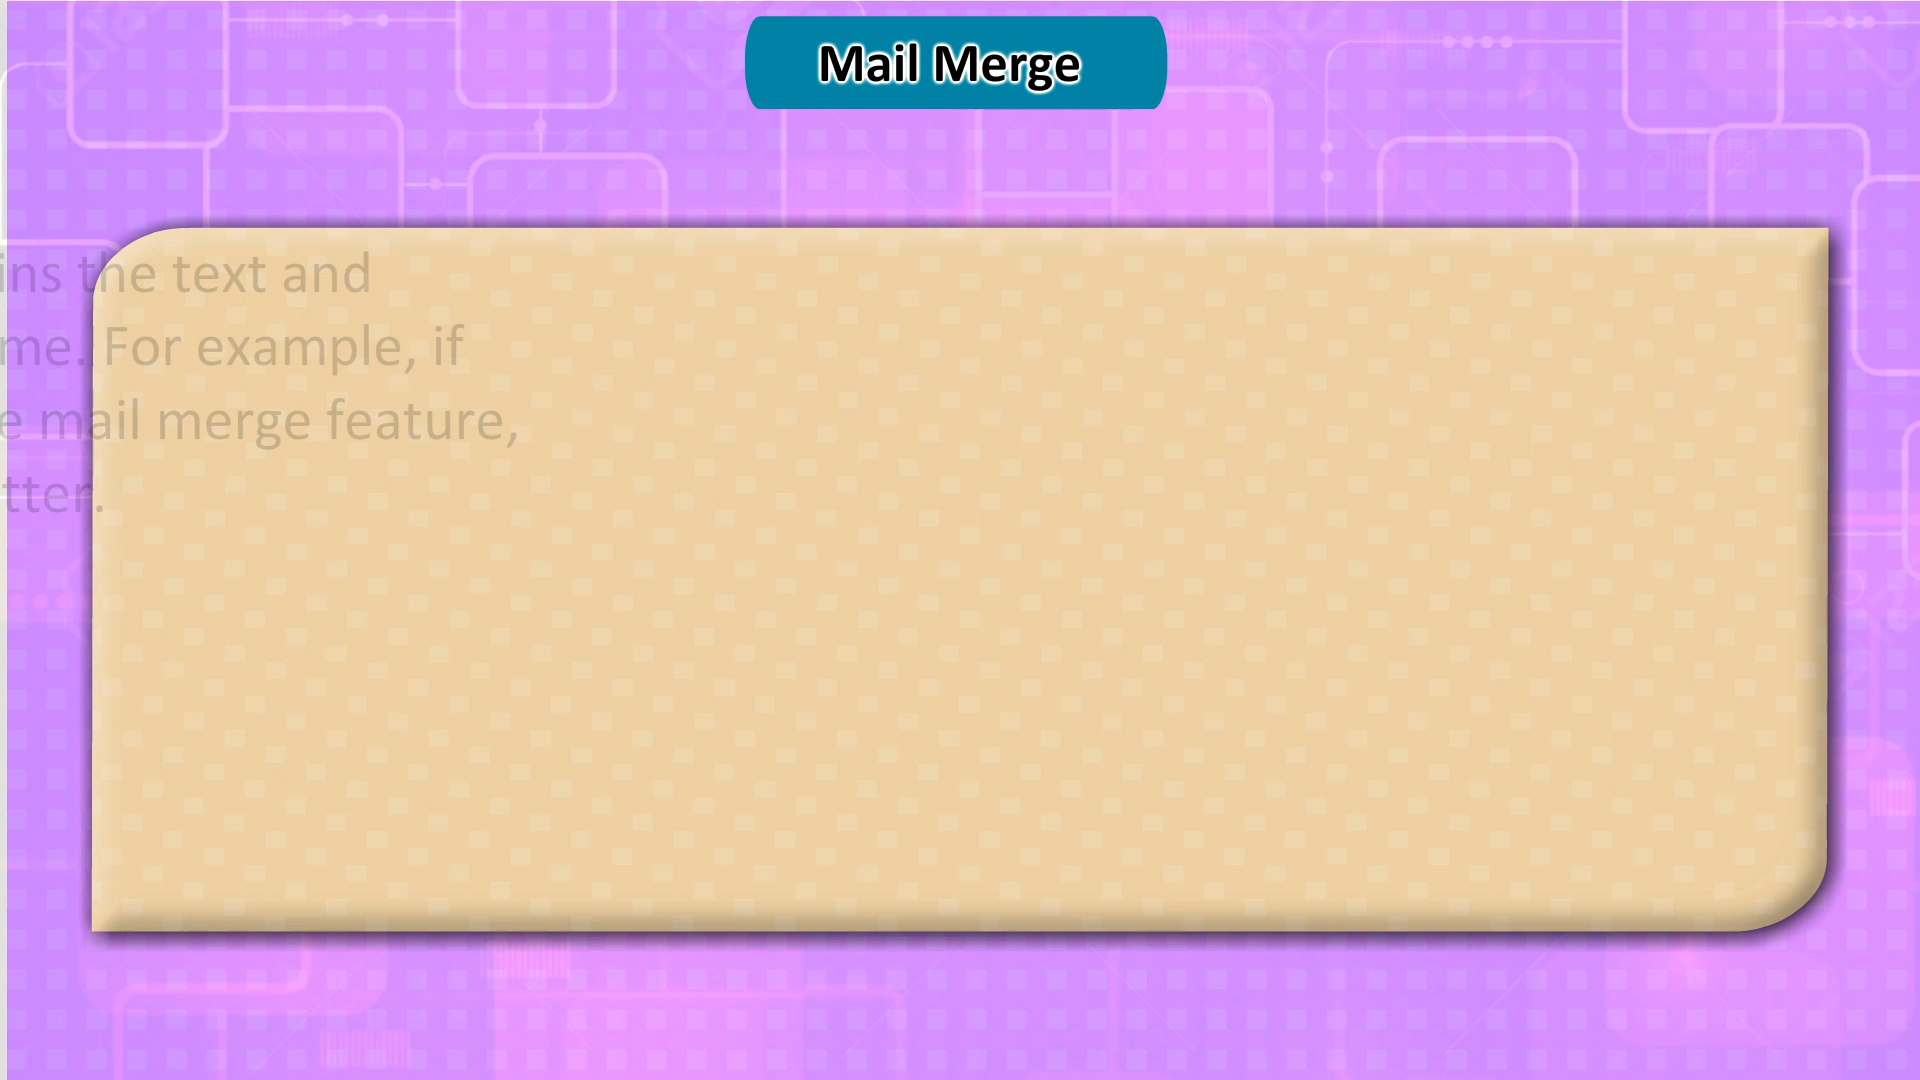 Mail Merge
ins the text and
me. For example, if
e mail merge feature,
tter.